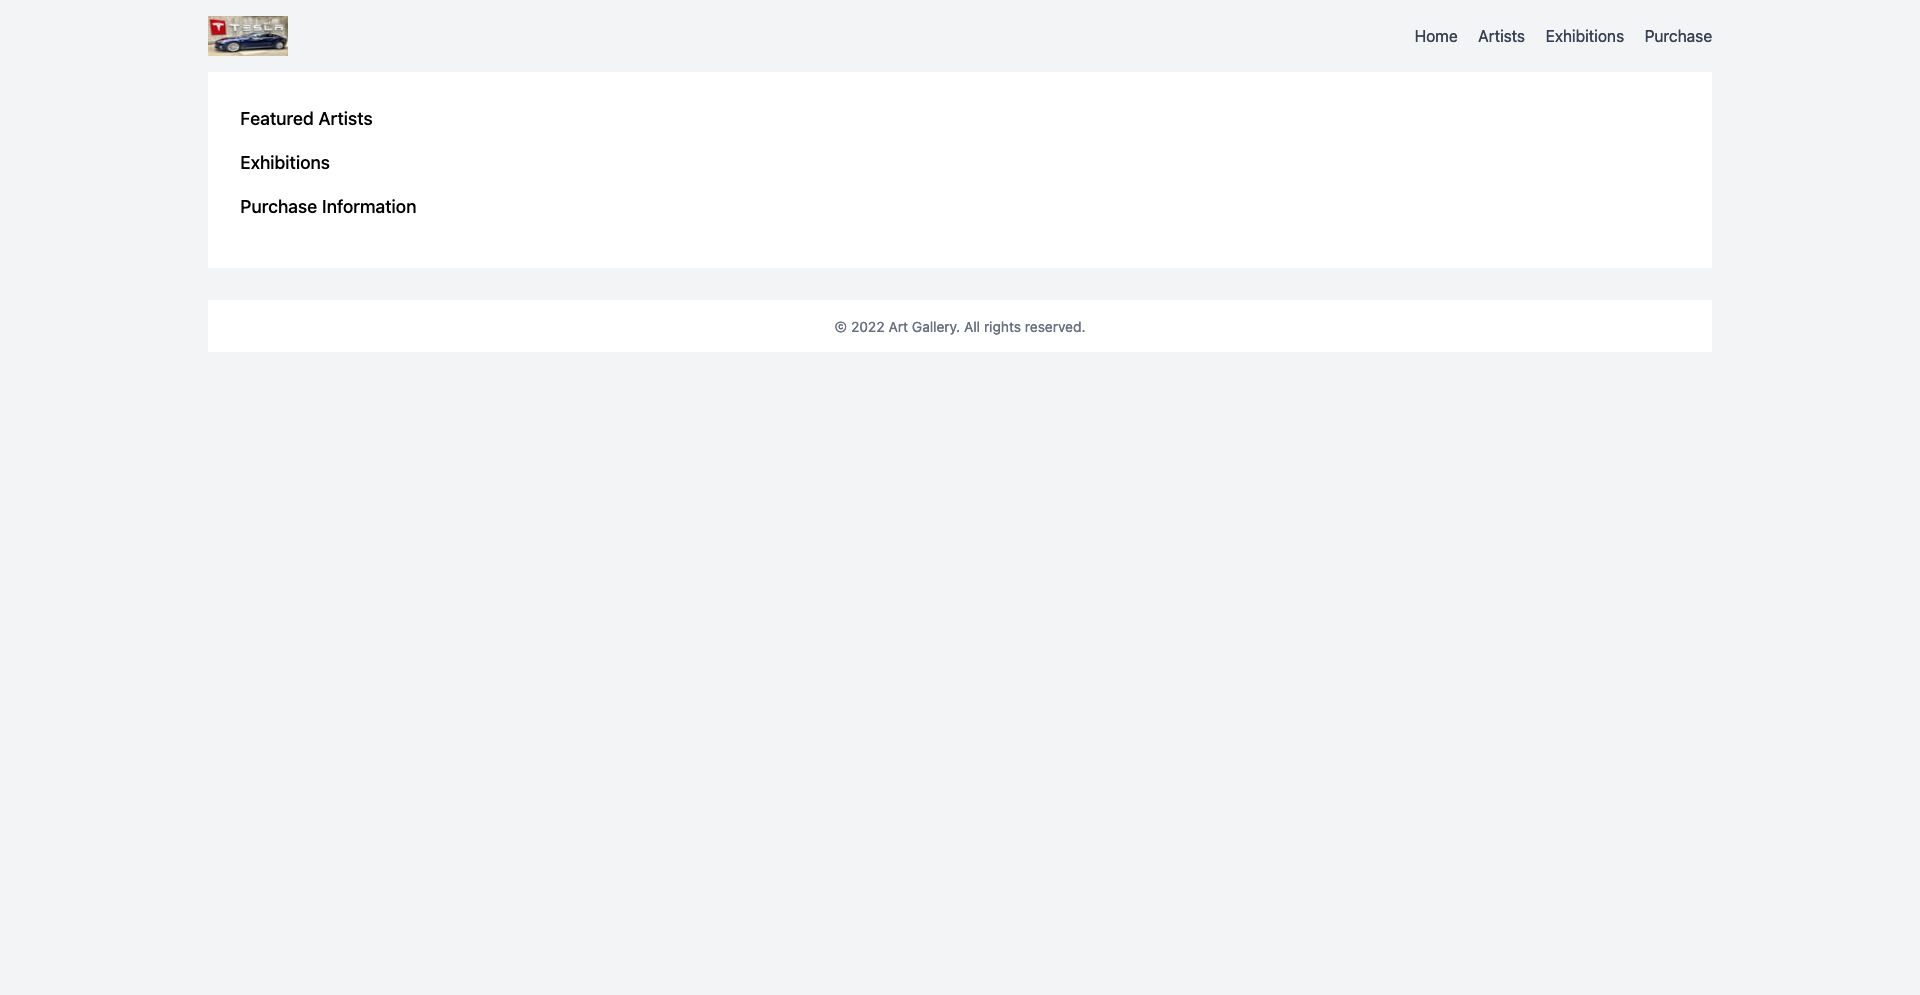 TESLA
Home Artists Exhibitions Purchase
Featured Artists
Exhibitions
Purchase Information
© 2022 Art Gallery. All rights reserved.